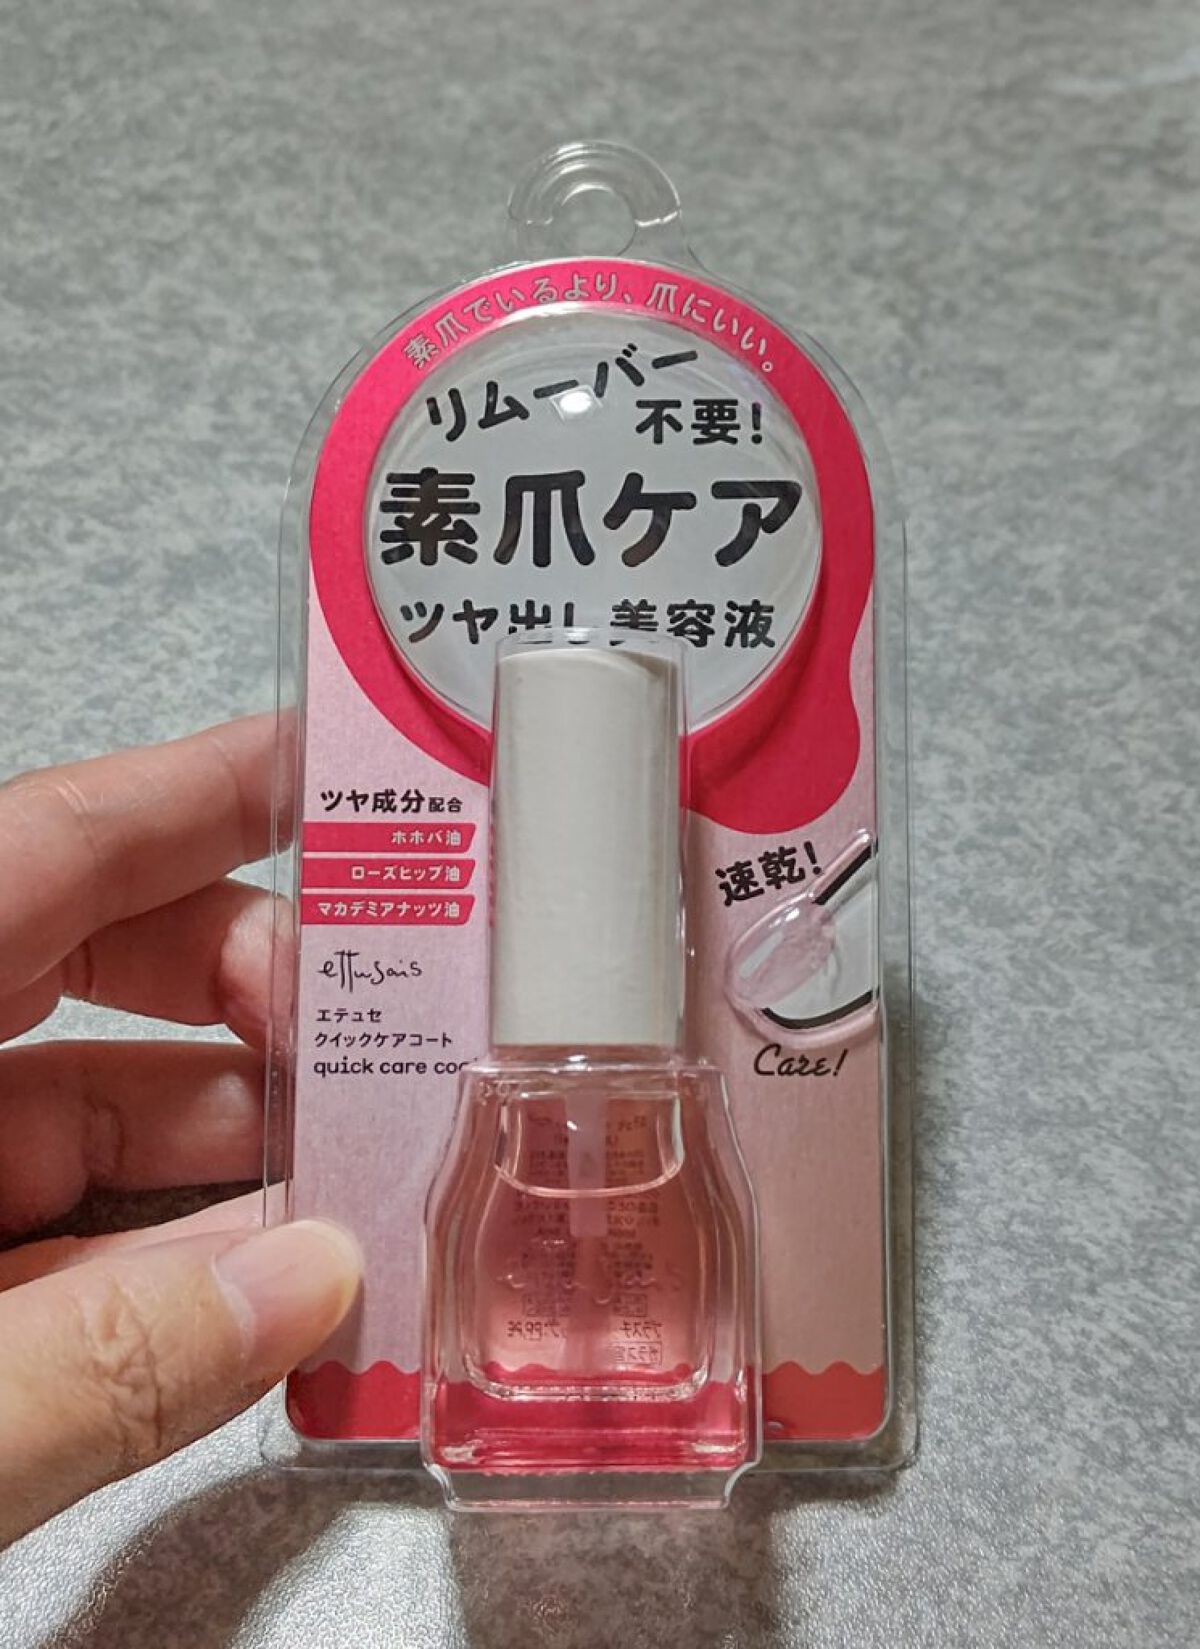 素爪でいるより、爪にいい。
リムーバー
不要!
素爪ケア
ツヤ出し美容液
ツヤ成分配合
ホホバ油
ローズヒップ油
マカデミアナッツ油
速乾!
ettusais
エテュセ
クイックケアコート
quick care
Care!